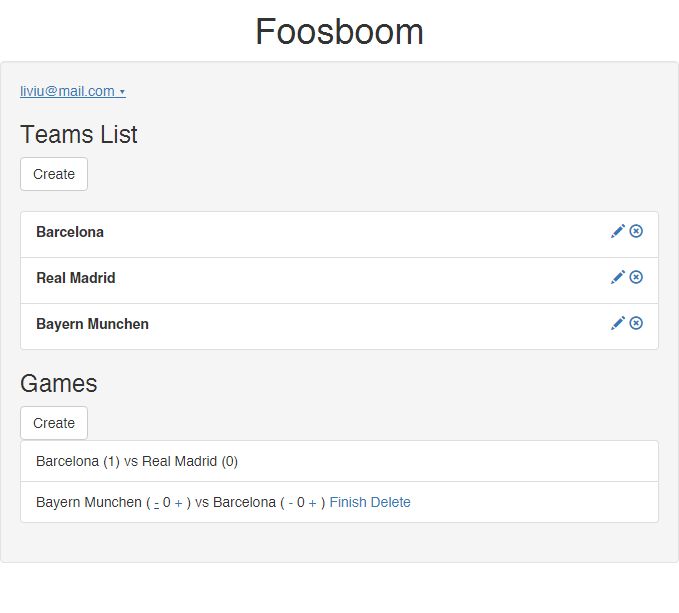 Foosboom
liviu@mail.com
Teams List
Create
Barcelona
Real Madrid
Bayern Munchen
Games
Create
Barcelona (1) vs Real Madrid (0)
Bayern Munchen ( - 0 + ) vs Barcelona ( - 0 + ) Finish Delete